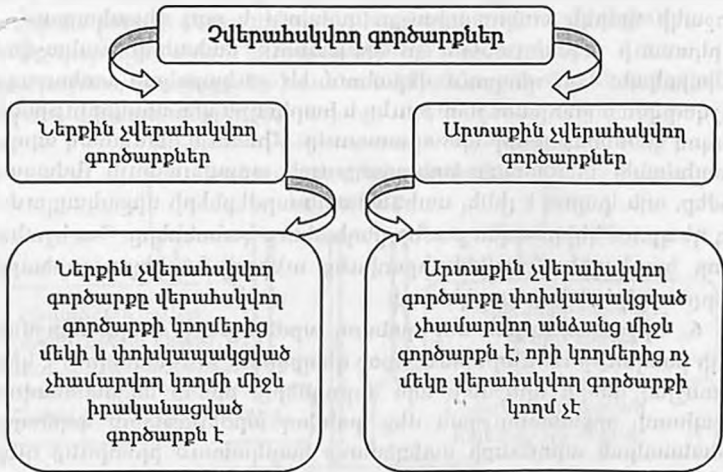 Չվերահսկվող գործարքներ
Ներքին չվերահսկվող
գործարքներ
Արտաքին չվերահսկվող
գործարքներ
Ներքին չվերահսկվող
գործարքը վերահսկվող
գործարքի կողմերից
մեկի և փոխկապակցված
չհամարվող կողմի միջև
իրականացված
գործարքն է
Արտաքին չվերահսկվող
գործարքը փոխկապակցված
չհամարվող անձանց միջև
գործարքն է, որի կողմերից ոչ
մեկը վերահսկվող գործարքի
կողմ չէ